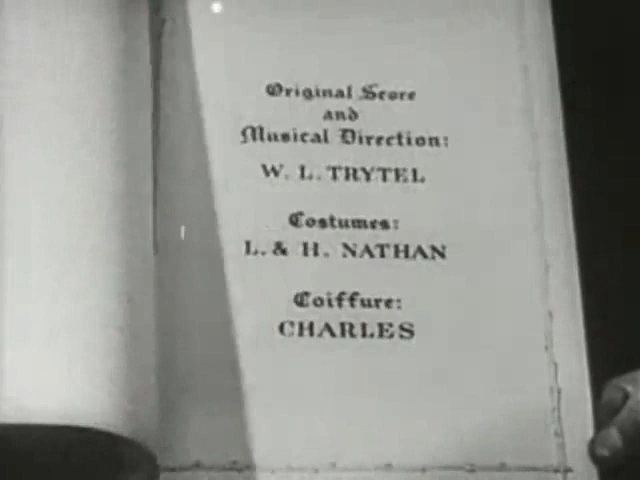 Original Score
and
Musical Direction:
W. L. TRYTEL
Costumes:
L. & H. NATHAN
Coiffure:
CHARLES